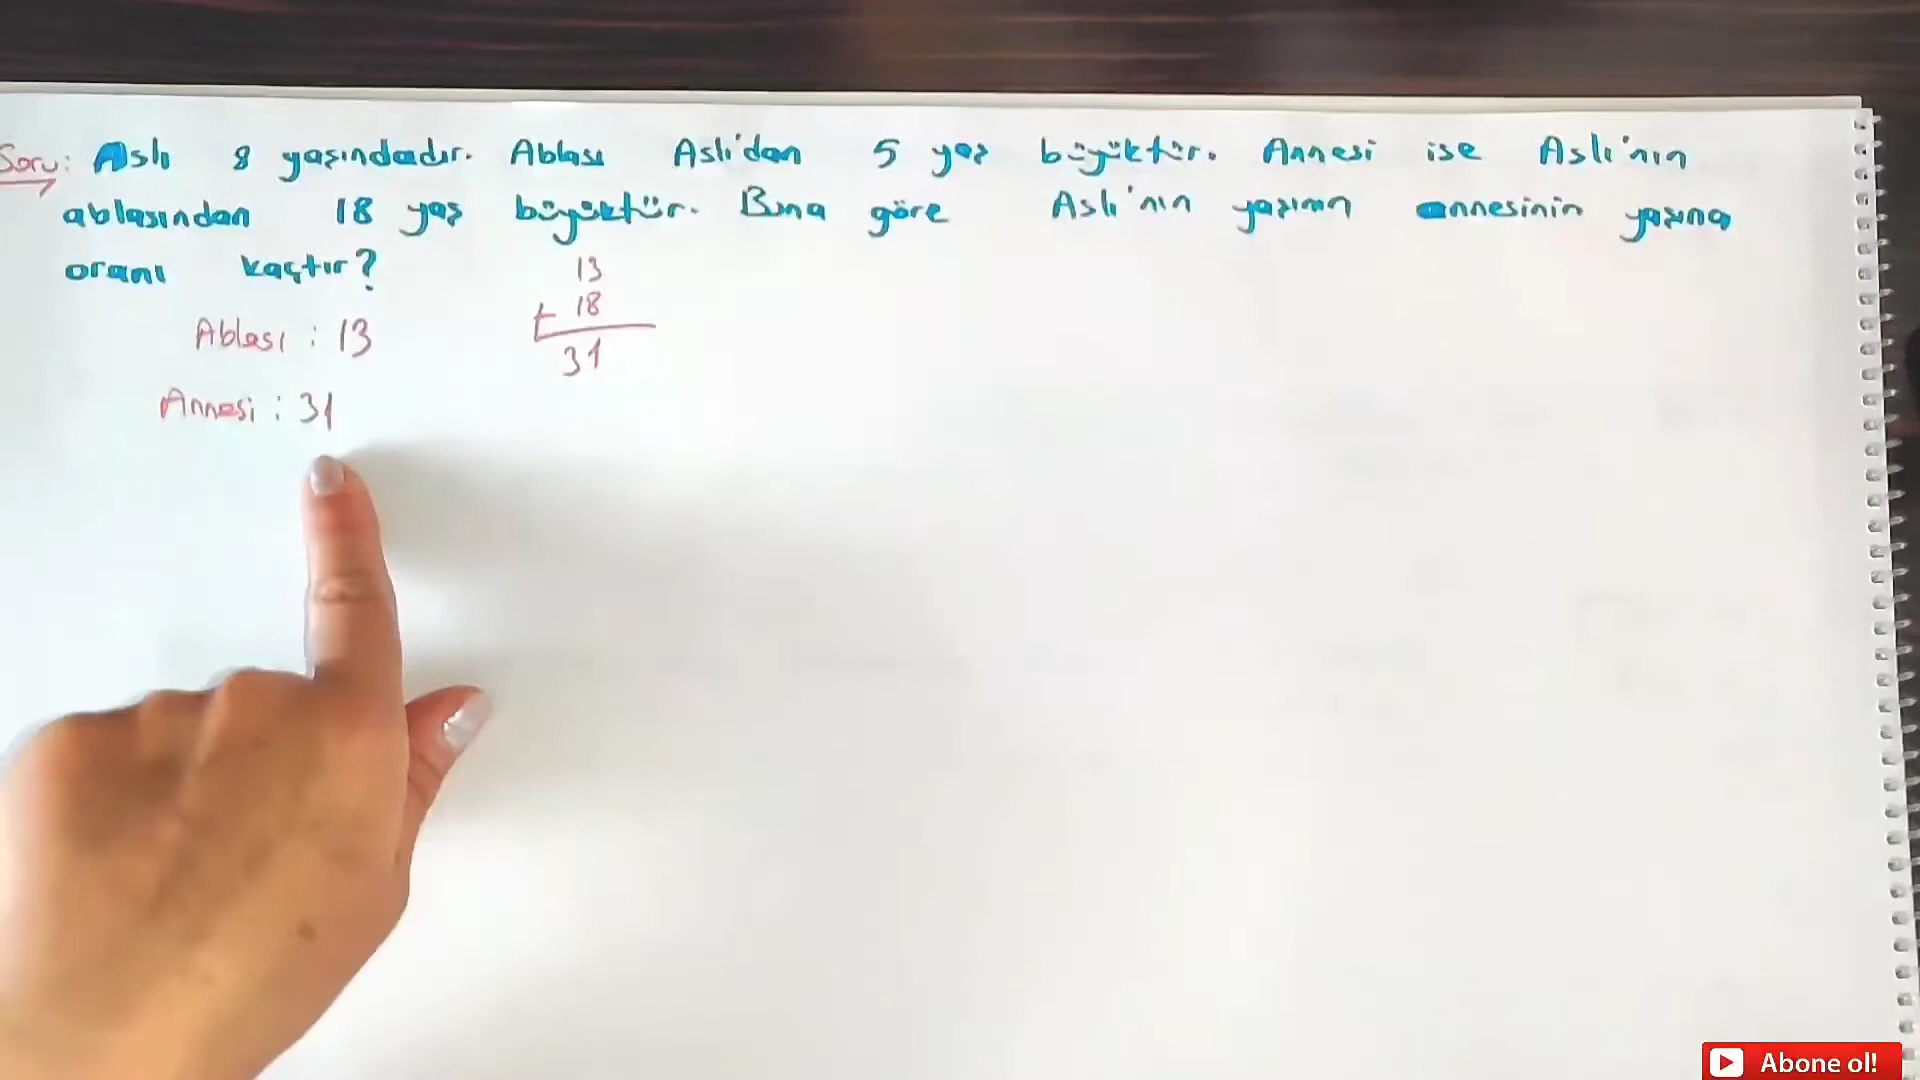 Soru: Aslı 8 yaşındadır. Ablası Aslı'dan 5 yaş büyüktür. Annesi ise Aslı'nın
ablasından 18 yaş büyüktür. Buna göre Aslı'nın yaşının annesinin yaşına
oranı kaçtır?
Ablası : 13
Annesi : 31
13
+ 18
31
Abone ol!